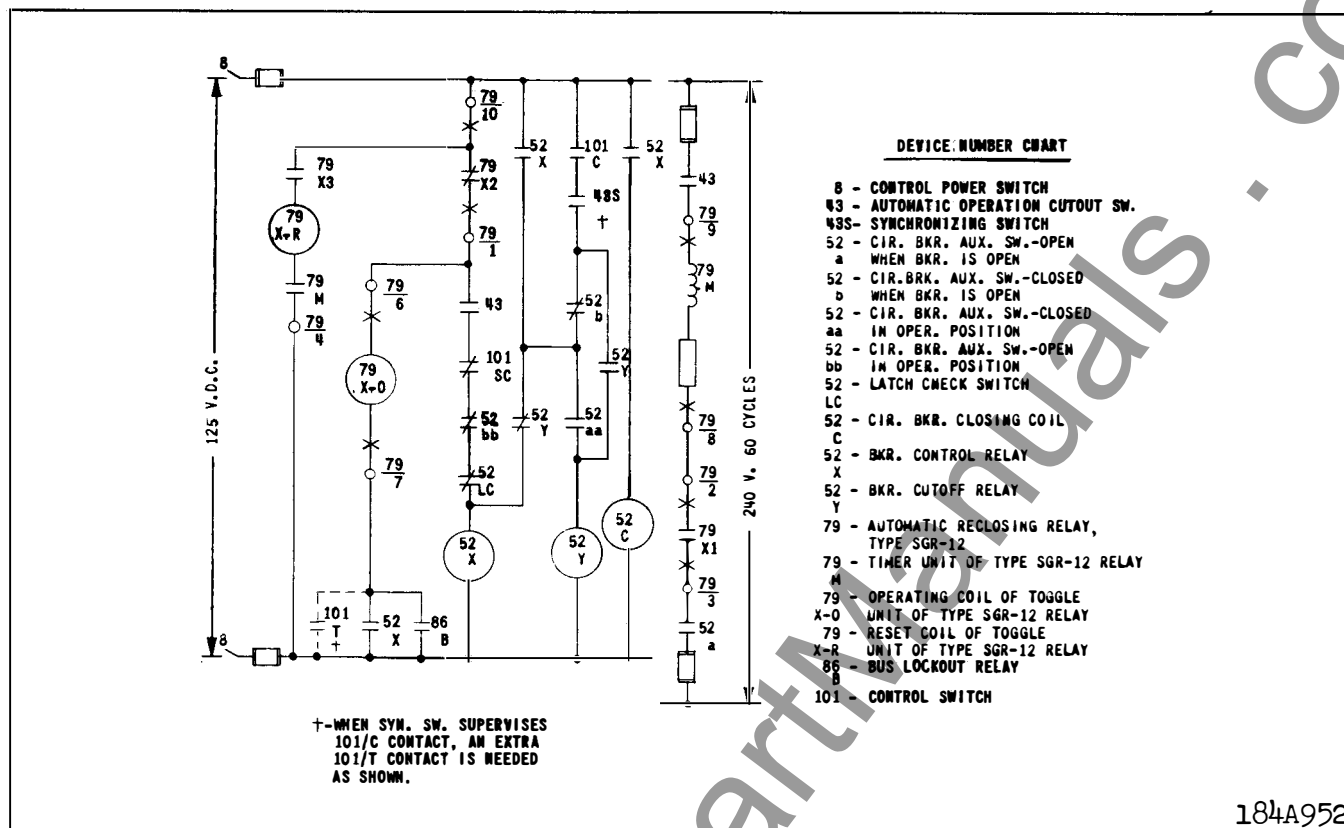 8
79
10
79
X3
79
X2
52
X
101
C
52
X
43
43S
†
79
9
79
X-R
79
1
79
M
79
M
79
6
43
52
b
79
4
101
SC
52
Y
79
X-O
52
bb
52
Y
52
aa
79
8
79
7
52
LC
79
2
52
X
52
Y
52
C
79
X1
79
3
101
T
†
52
X
86
B
52
a
8
125 V.D.C.
240 V. 60 CYCLES
†-WHEN SYN. SW. SUPERVISES
101/C CONTACT, AN EXTRA
101/T CONTACT IS NEEDED
AS SHOWN.
DEVICE NUMBER CHART
8 - CONTROL POWER SWITCH
43 - AUTOMATIC OPERATION CUTOUT SW.
43S- SYNCHRONIZING SWITCH
52 - CIR. BKR. AUX. SW.-OPEN
a WHEN BKR. IS OPEN
52 - CIR.BRK. AUX. SW.-CLOSED
b WHEN BKR. IS OPEN
52 - CIR. BKR. AUX. SW.-CLOSED
aa IN OPER. POSITION
52 - CIR. BKR. AUX. SW.-OPEN
bb IN OPER. POSITION
52 - LATCH CHECK SWITCH
LC
52 - CIR. BKR. CLOSING COIL
C
52 - BKR. CONTROL RELAY
X
52 - BKR. CUTOFF RELAY
Y
79 - AUTOMATIC RECLOSING RELAY,
TYPE SGR-12
79 - TIMER UNIT OF TYPE SGR-12 RELAY
M
79 - OPERATING COIL OF TOGGLE
X-O UNIT OF TYPE SGR-12 RELAY
79 - RESET COIL OF TOGGLE
X-R UNIT OF TYPE SGR-12 RELAY
86 - BUS LOCKOUT RELAY
B
101 - CONTROL SWITCH
184A952
artManuals . co